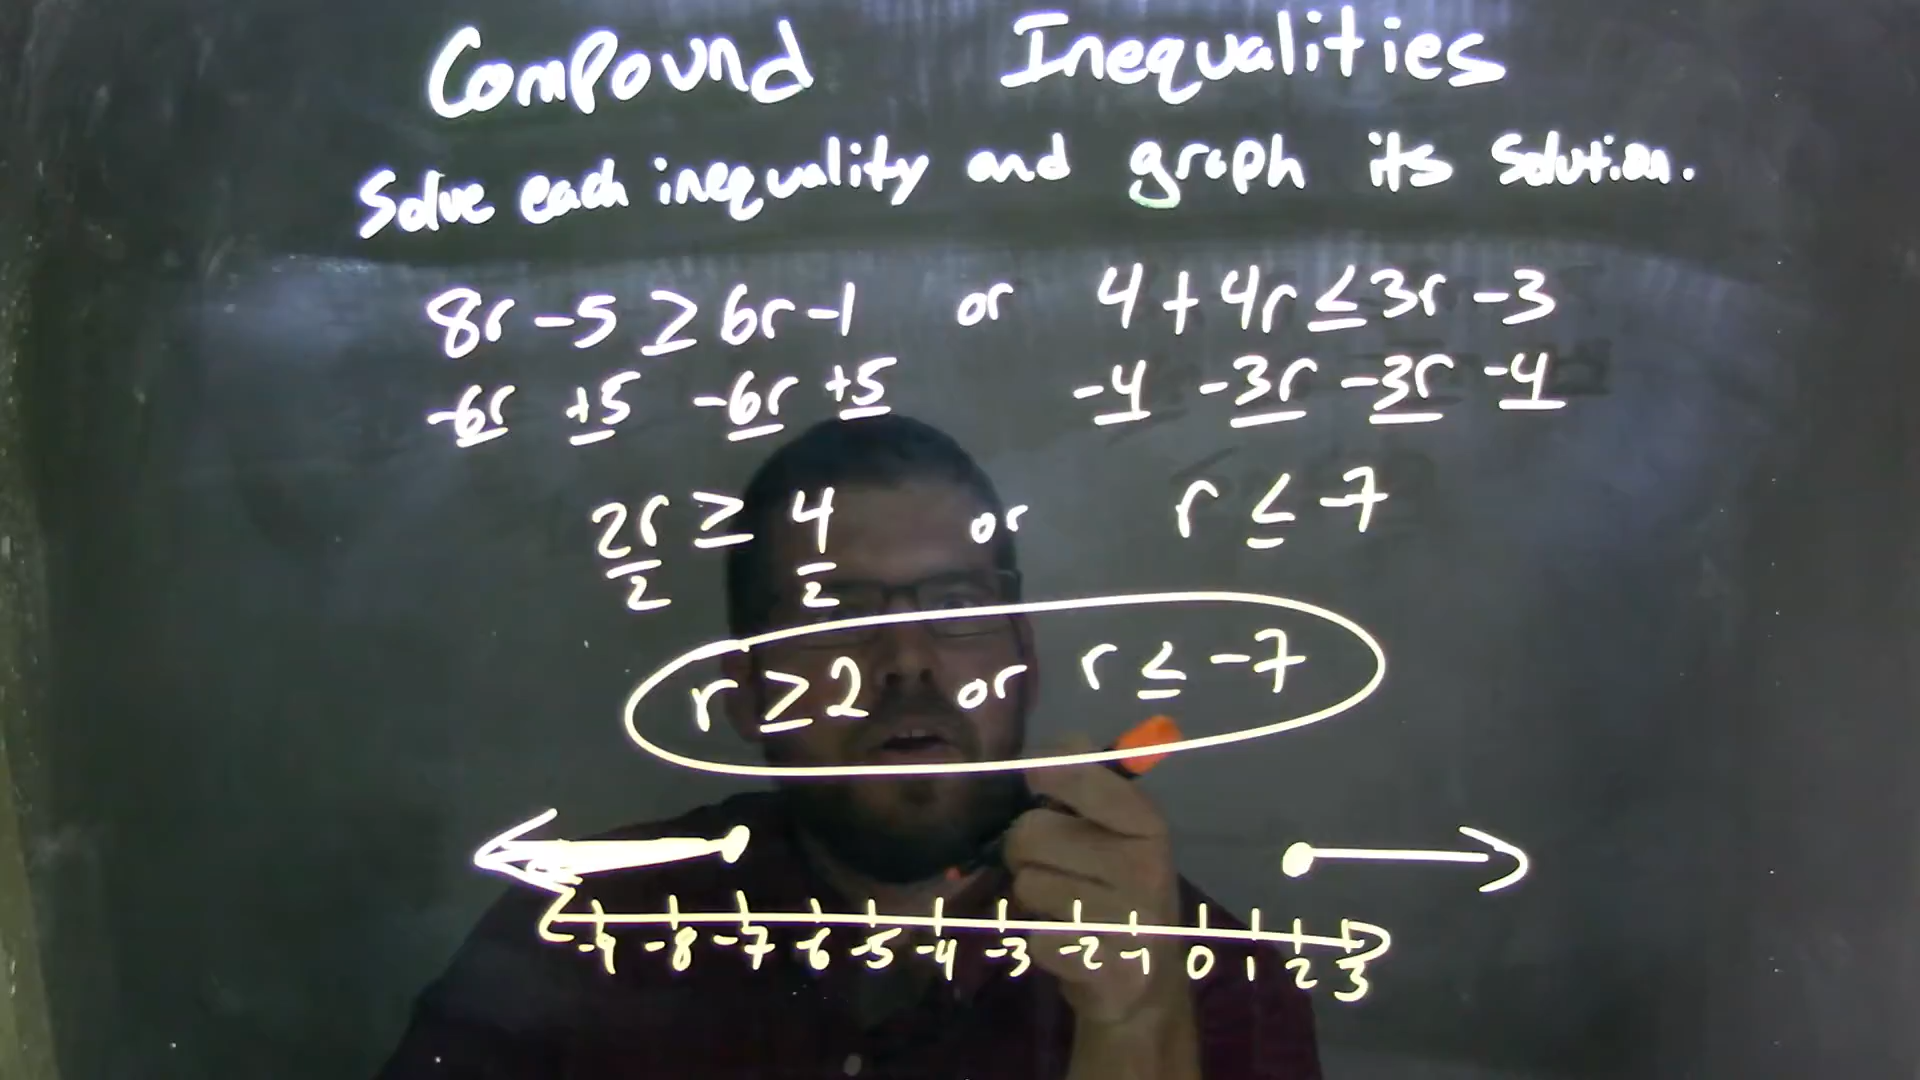 Compound Inequalities
Solve each inequality and graph its solution.
8r - 5 ≥ 6r - 1 or 4 + 4r ≤ 3r - 3
-6r +5 -6r +5 -4 -3r -3r -4
2r/2 ≥ 4/2 or r ≤ -7
r ≥ 2 or r ≤ -7
-9 -8 -7 -6 -5 -4 -3 -2 -1 0 1 2 3